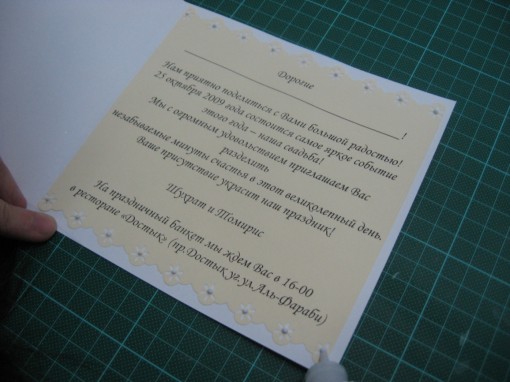 Дорогие
____________________!
Нам приятно поделиться с Вами большой радостью!
25 октября 2009 года состоится самое яркое событие
этого года – наша свадьба!
Мы с огромным удовольствием приглашаем Вас
разделить
незабываемые минуты счастья в этот великолепный день.
Ваше присутствие украсит наш праздник!
Шухрат и Томирис
На праздничный банкет мы ждем Вас в 16-00
в ресторане «Достык» (пр.Достык уг.ул.Аль-Фараби)